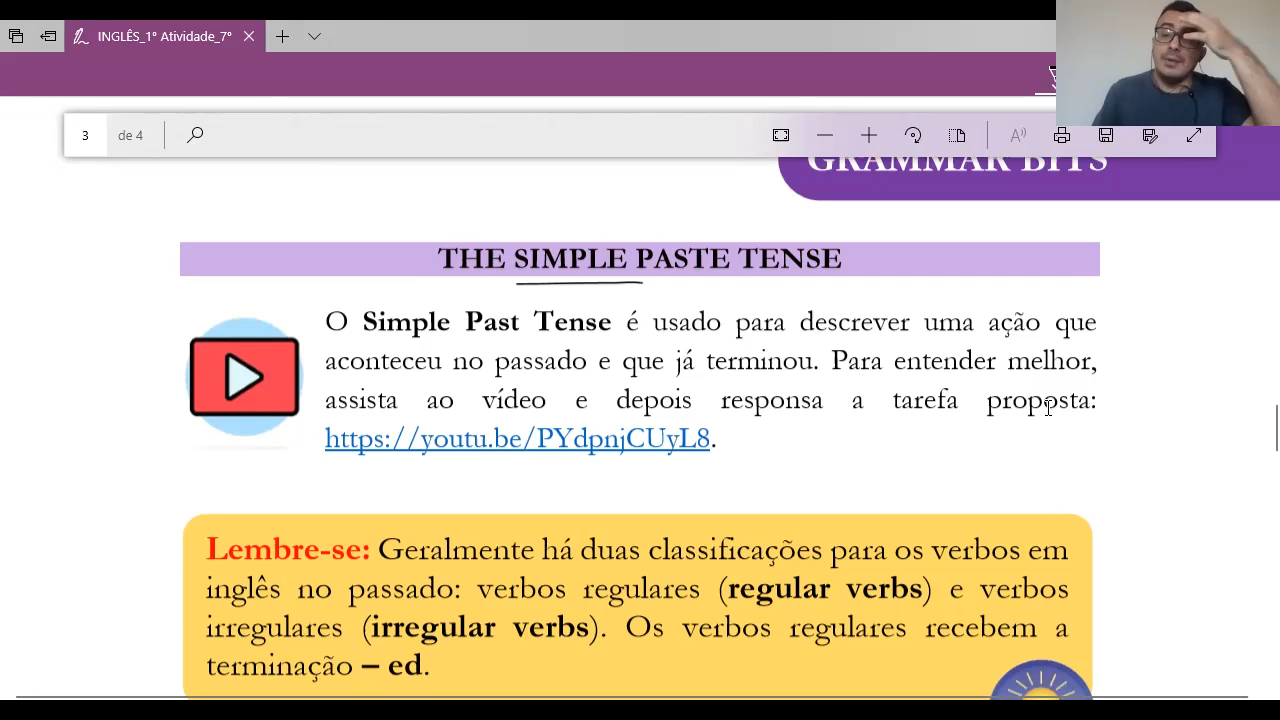 INGLÊS_1º Atividade_7º
3 de 4
GRAMMAR BITS
THE SIMPLE PASTE TENSE
O Simple Past Tense é usado para descrever uma ação que
aconteceu no passado e que já terminou. Para entender melhor,
assista ao vídeo e depois responsa a tarefa proposta:
https://youtu.be/PYdpnjCUyL8.
Lembre-se: Geralmente há duas classificações para os verbos em
inglês no passado: verbos regulares (regular verbs) e verbos
irregulares (irregular verbs). Os verbos regulares recebem a
terminação – ed.